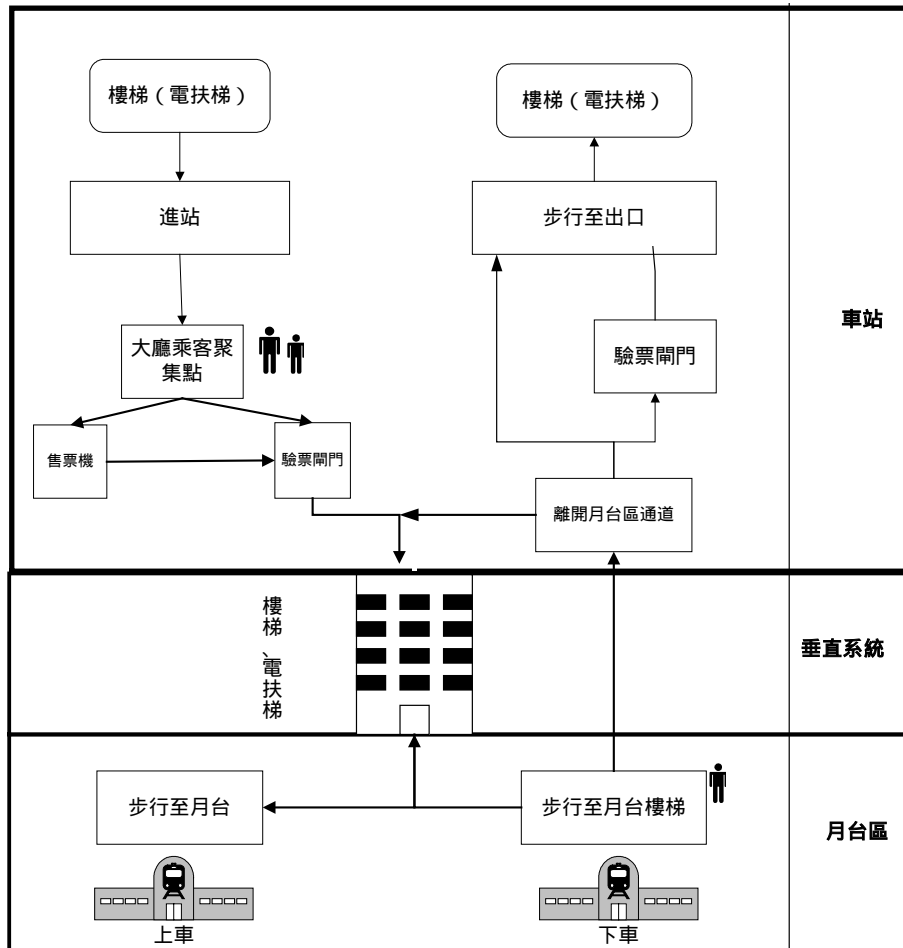 樓梯（電扶梯）
樓梯（電扶梯）
進站
步行至出口
車站
大廳乘客聚
集點
驗票閘門
售票機
驗票閘門
離開月台區通道
樓梯、電扶梯
垂直系統
步行至月台
步行至月台樓梯
月台區
上車
下車